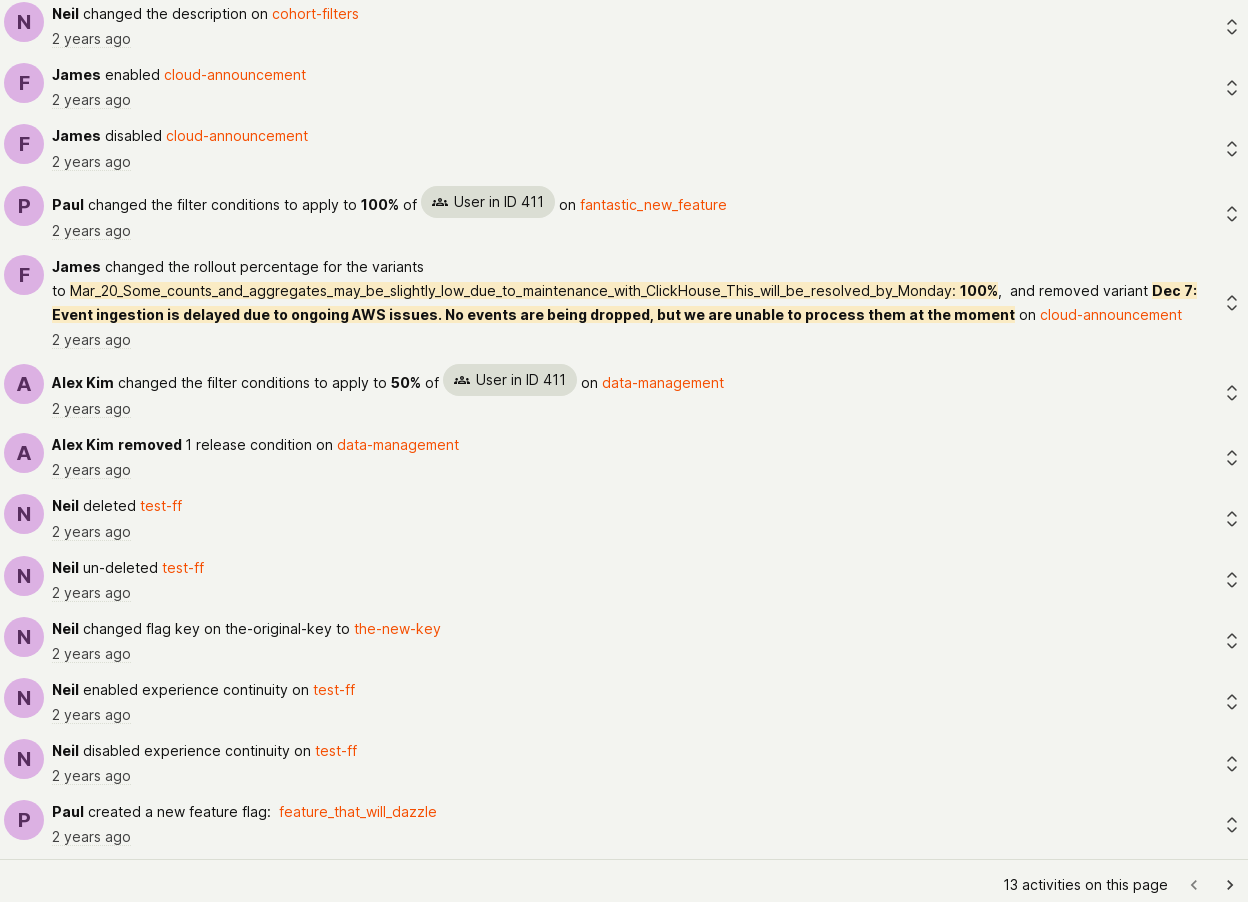 N
Neil changed the description on cohort-filters
2 years ago
F
James enabled cloud-announcement
2 years ago
F
James disabled cloud-announcement
2 years ago
P
Paul changed the filter conditions to apply to 100% of User in ID 411 on fantastic_new_feature
2 years ago
F
James changed the rollout percentage for the variants
to Mar_20_Some_counts_and_aggregates_may_be_slightly_low_due_to_maintenance_with_ClickHouse_This_will_be_resolved_by_Monday: 100%,  and removed variant Dec 7:
Event ingestion is delayed due to ongoing AWS issues. No events are being dropped, but we are unable to process them at the moment on cloud-announcement
2 years ago
A
Alex Kim changed the filter conditions to apply to 50% of User in ID 411 on data-management
2 years ago
A
Alex Kim removed 1 release condition on data-management
2 years ago
N
Neil deleted test-ff
2 years ago
N
Neil un-deleted test-ff
2 years ago
N
Neil changed flag key on the-original-key to the-new-key
2 years ago
N
Neil enabled experience continuity on test-ff
2 years ago
N
Neil disabled experience continuity on test-ff
2 years ago
P
Paul created a new feature flag:  feature_that_will_dazzle
2 years ago
13 activities on this page